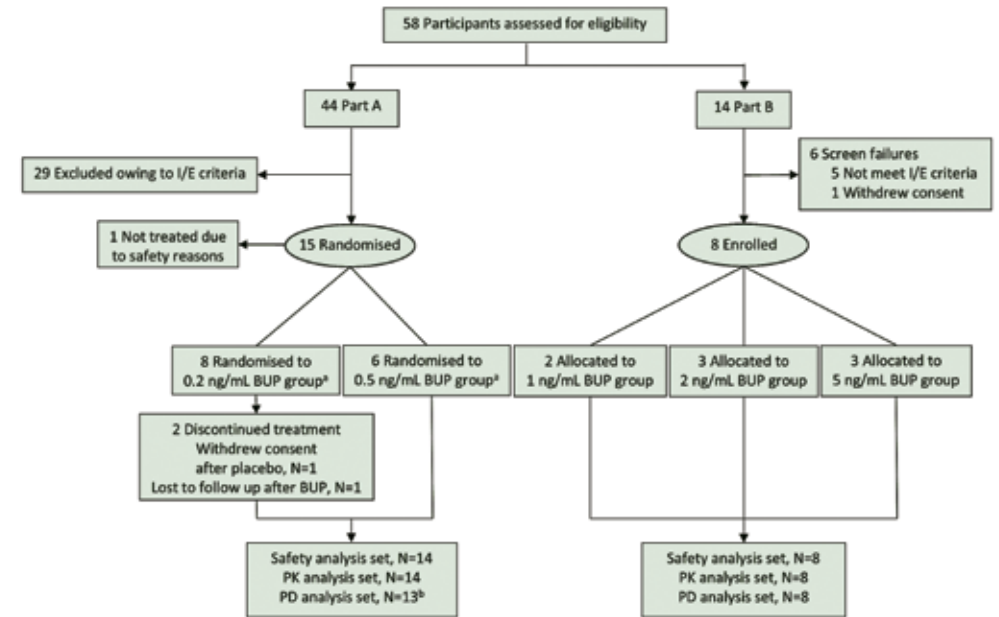 58 Participants assessed for eligibility
44 Part A
14 Part B
29 Excluded owing to I/E criteria
6 Screen failures
5 Not meet I/E criteria
1 Withdrew consent
1 Not treated due
to safety reasons
15 Randomised
8 Enrolled
8 Randomised to
0.2 ng/mL BUP groupᵃ
6 Randomised to
0.5 ng/mL BUP groupᵃ
2 Allocated to
1 ng/mL BUP group
3 Allocated to
2 ng/mL BUP group
3 Allocated to
5 ng/mL BUP group
2 Discontinued treatment
Withdrew consent
after placebo, N=1
Lost to follow up after BUP, N=1
Safety analysis set, N=14
PK analysis set, N=14
PD analysis set, N=13ᵇ
Safety analysis set, N=8
PK analysis set, N=8
PD analysis set, N=8